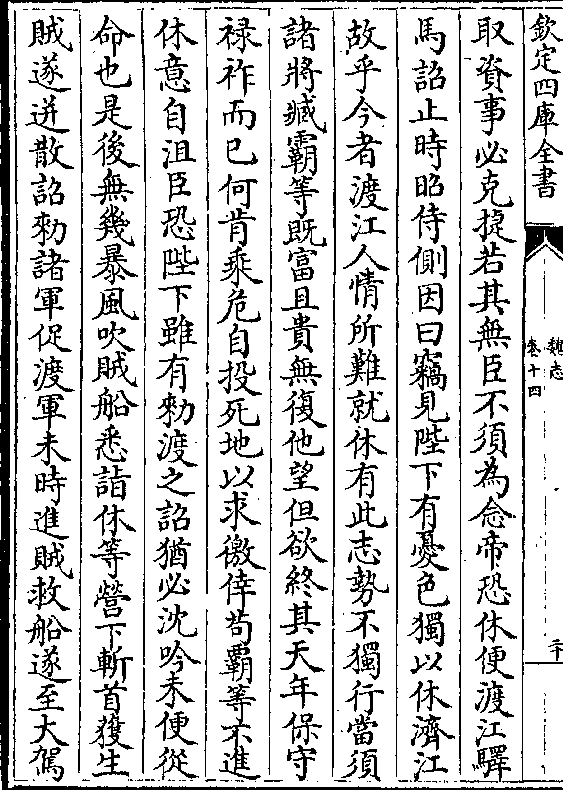 欽定四庫全書
魏志
卷十四
二十
取資事必克捷若其無臣不須為念帝恐休便渡江驛
馬詔止時昭侍側因曰竊見陛下有憂色獨以休濟江
故乎今者渡江人情所難就休有此志勢不獨行當須
諸將臧霸等既富且貴無復他望但欲終其天年保守
祿祚而已何肯乘危自投死地以求徼倖茍霸等不進
休意自沮臣恐陛下雖有勑渡之詔猶必沈吟未便從
命也是後無幾暴風吹賊船悉詣休等營下斬首獲生
賊遂迸散詔勑諸軍促渡軍未時進賊救船遂至大駕